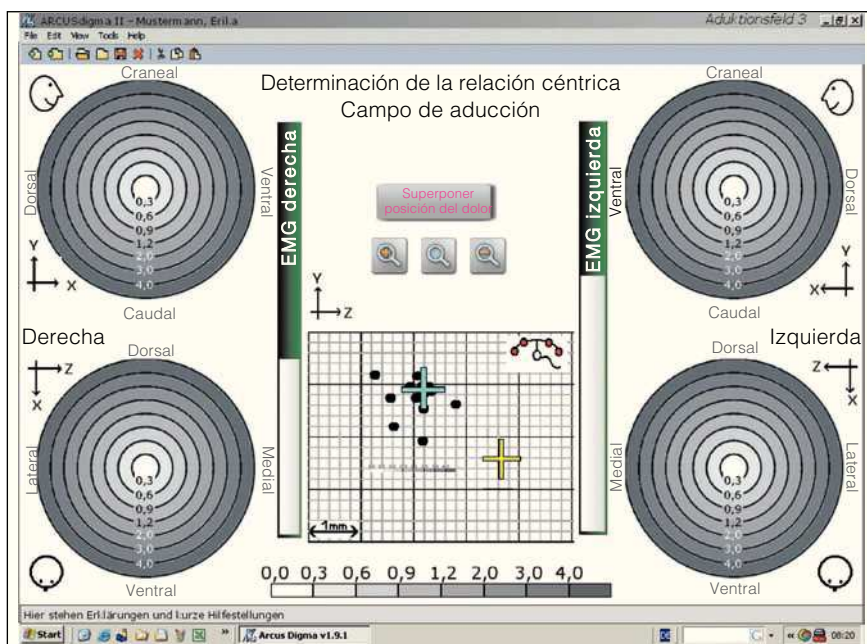 ARCUSdigma II – Mustermann, Erila
Aduktionsfeld 3
File Edit View Tools Help
Determinación de la relación céntrica
Campo de aducción
Craneal
Dorsal
Ventral
0,3
0,6
0,9
1,2
2,0
3,0
4,0
Y
X
Caudal
EMG derecha
Superponer
posición del dolor
Y
Z
EMG izquierda
Craneal
Ventral
Dorsal
0,3
0,6
0,9
1,2
2,0
3,0
4,0
Y
X
Caudal
Derecha
Dorsal
Z
X
Lateral
Medial
0,3
0,6
0,9
1,2
2,0
3,0
4,0
Ventral
1mm
0,0 0,3 0,6 0,9 1,2 2,0 3,0 4,0
Izquierda
Dorsal
Z
X
Medial
Lateral
0,3
0,6
0,9
1,2
2,0
3,0
4,0
Ventral
Hier stehen Erklärungen und kurze Hilfestellungen
Start
» Arcus Digma v1.9.1
DE
« 08:20